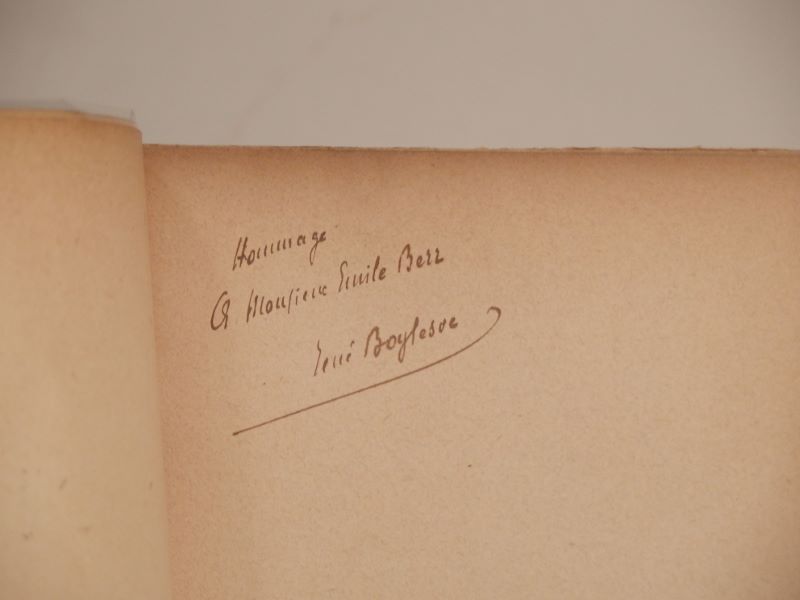 Hommage
A Monsieur Emile Berr
René Boylesve